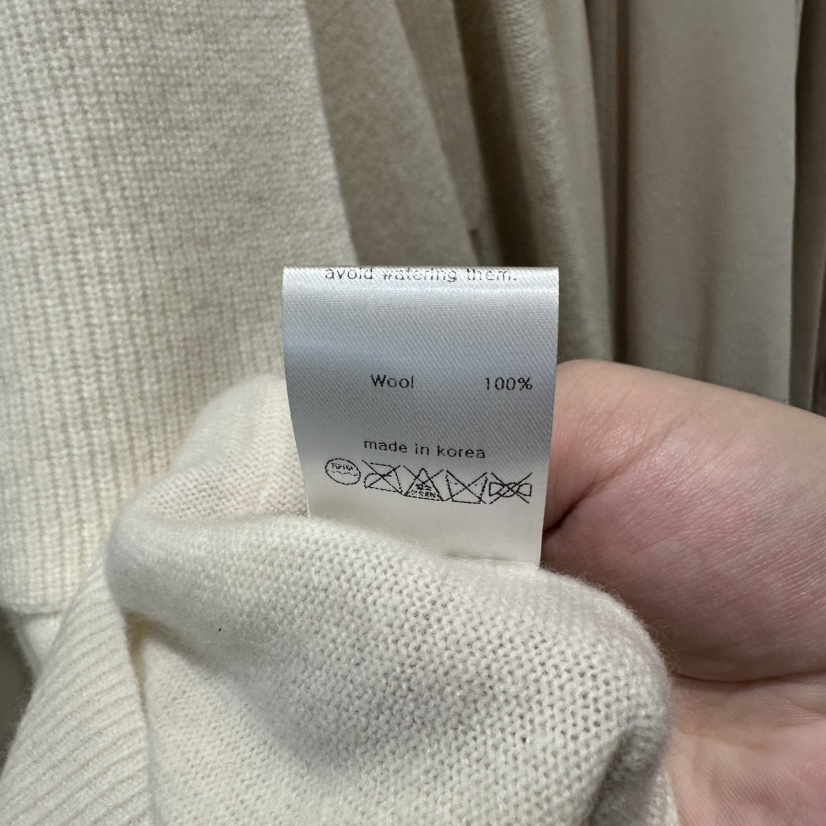 avoid watering them.
Wool 100%
made in korea